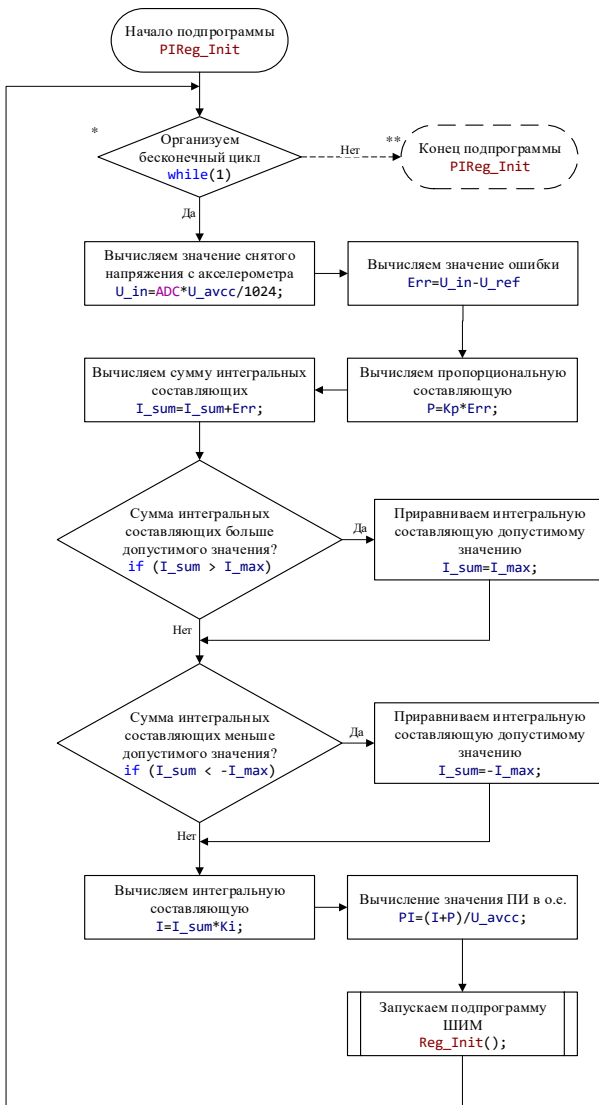 Начало подпрограммы
PIReg_Init
*
Организуем
бесконечный цикл
while(1)
Нет
**
Конец подпрограммы
PIReg_Init
Да
Вычисляем значение снятого
напряжения с акселерометра
U_in=ADC*U_avcc/1024;
Вычисляем значение ошибки
Err=U_in-U_ref
Вычисляем сумму интегральных
составляющих
I_sum=I_sum+Err;
Вычисляем пропорциональную
составляющую
P=Kp*Err;
Сумма интегральных
составляющих больше
допустимого значения?
if (I_sum > I_max)
Да
Приравниваем интегральную
составляющую допустимому
значению
I_sum=I_max;
Нет
Сумма интегральных
составляющих меньше
допустимого значения?
if (I_sum < -I_max)
Да
Приравниваем интегральную
составляющую допустимому
значению
I_sum=-I_max;
Нет
Вычисляем интегральную
составляющую
I=I_sum*Ki;
Вычисление значения ПИ в о.е.
PI=(I+P)/U_avcc;
Запускаем подпрограмму
ШИМ
Reg_Init();